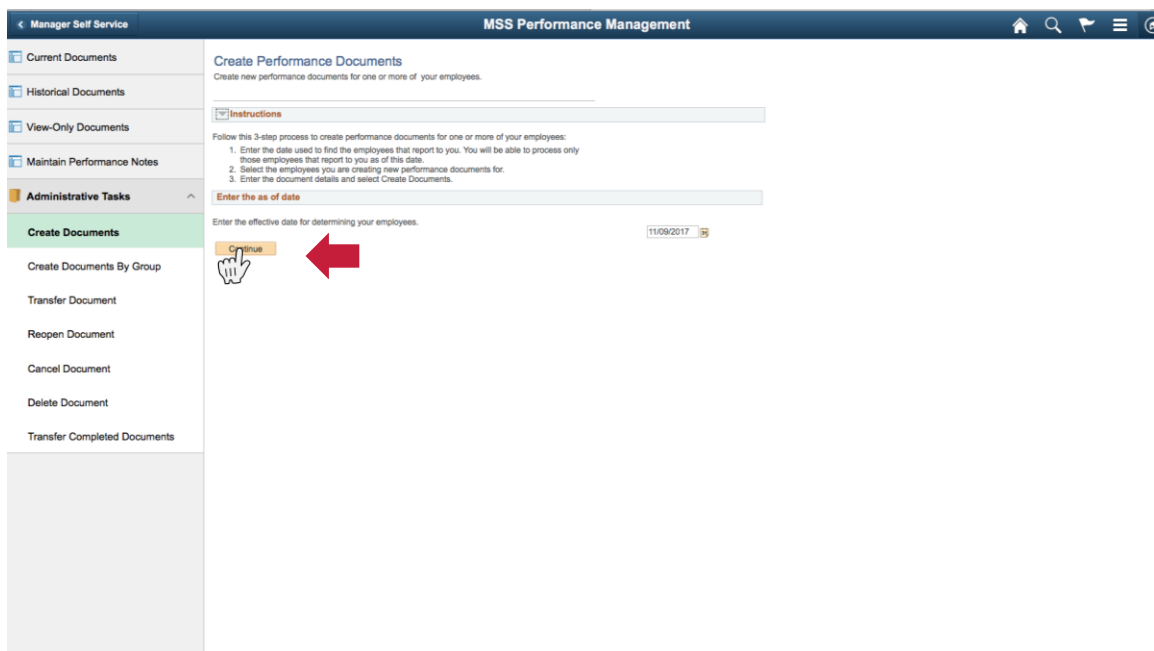 Manager Self Service
MSS Performance Management
Current Documents
Historical Documents
View-Only Documents
Maintain Performance Notes
Administrative Tasks
Create Documents
Create Documents By Group
Transfer Document
Reopen Document
Cancel Document
Delete Document
Transfer Completed Documents
Create Performance Documents
Create new performance documents for one or more of your employees.
Instructions
Follow this 3-step process to create performance documents for one or more of your employees:
1. Enter the date used to find the employees that report to you. You will be able to process only
those employees that report to you as of this date.
2. Select the employees you are creating new performance documents for.
3. Enter the document details and select Create Documents.
Enter the as of date
Enter the effective date for determining your employees.
11/09/2017
Continue